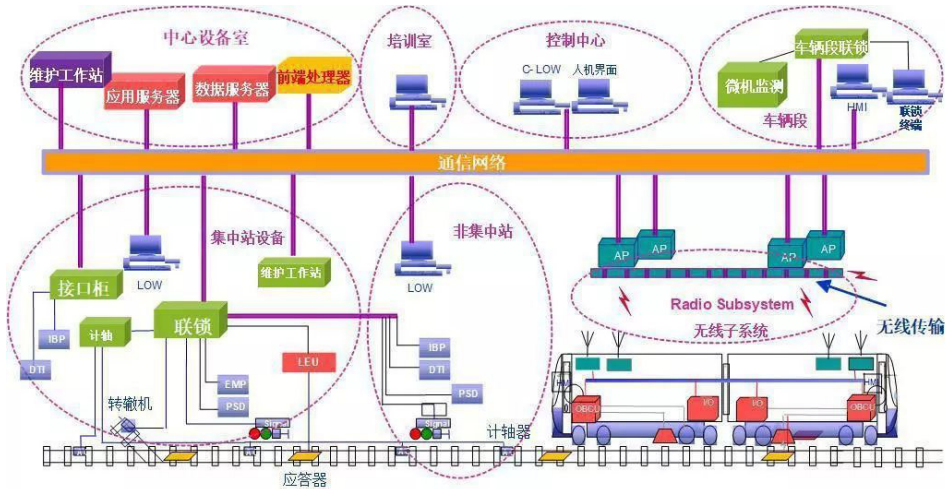 中心设备室
维护工作站
应用服务器
数据服务器
前端处理器
培训室
控制中心
C- LOW
人机界面
车辆段联锁
微机监测
HMI
联锁
终端
车辆段
通信网络
集中站设备
LOW
维护工作站
接口柜
计轴
联锁
IBP
DTI
LEU
EMP
PSD
Signal
转辙机
应答器
非集中站
LOW
IBP
DTI
PSD
Signal
计轴器
AP
AP
AP
AP
Radio Subsystem
无线子系统
无线传输
HMI
OBCU
I/O
I/O
OBCU
HMI